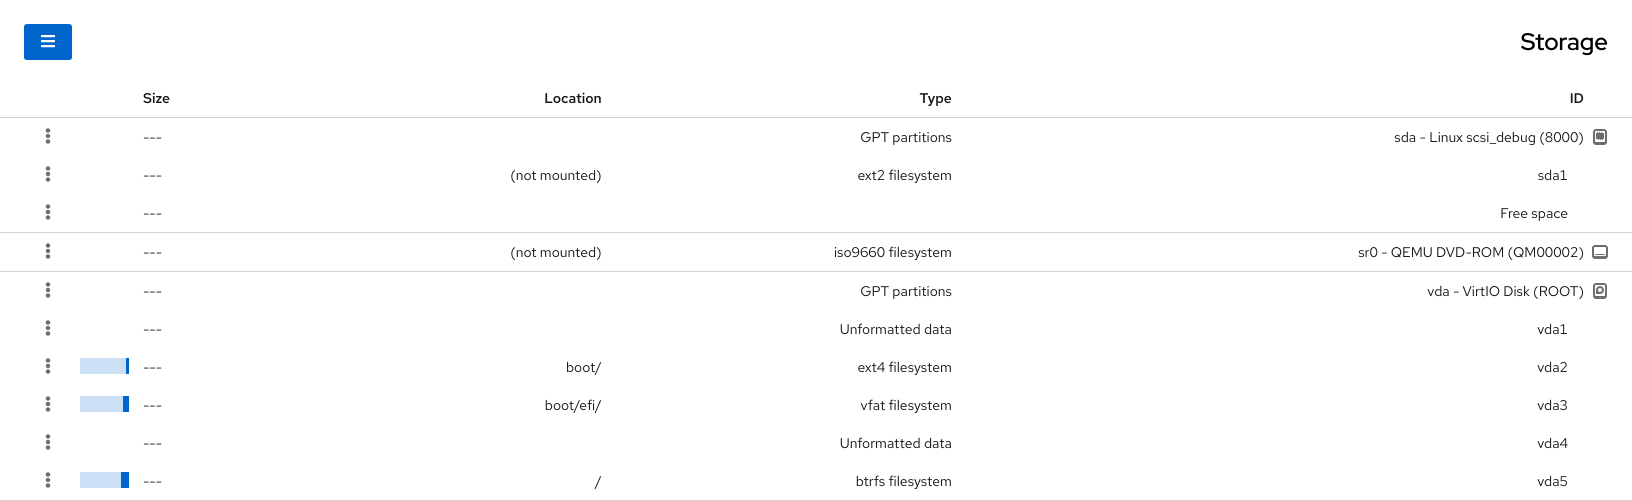 Storage
ID Type Location Size
sda - Linux scsi_debug (8000) GPT partitions ---
sda1 ext2 filesystem (not mounted) ---
Free space ---
sr0 - QEMU DVD-ROM (QM00002) iso9660 filesystem (not mounted) ---
vda - VirtIO Disk (ROOT) GPT partitions ---
vda1 Unformatted data ---
vda2 ext4 filesystem boot/ ---
vda3 vfat filesystem boot/efi/ ---
vda4 Unformatted data ---
vda5 btrfs filesystem / ---